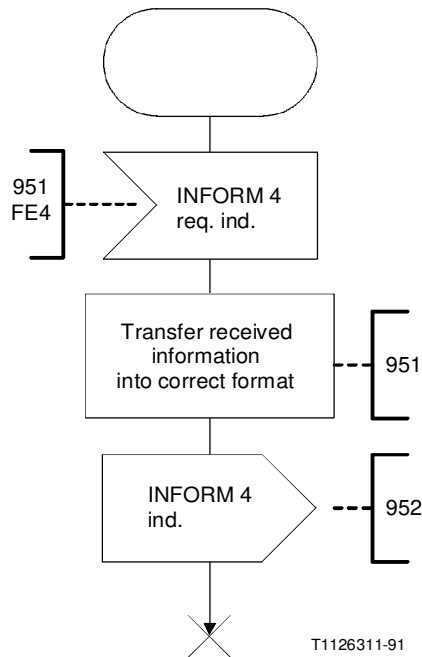 951
FE4
INFORM 4
req. ind.
Transfer received
information
into correct format
951
INFORM 4
ind.
952
T1126311-91